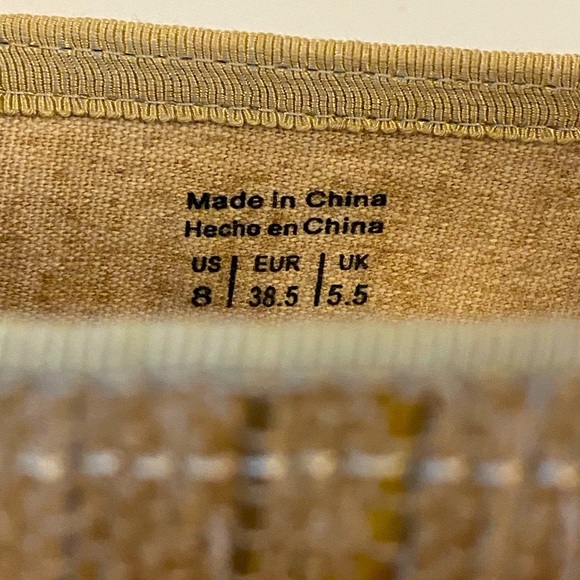 Made in China
Hecho en China
US | EUR | UK
8 | 38.5 | 5.5